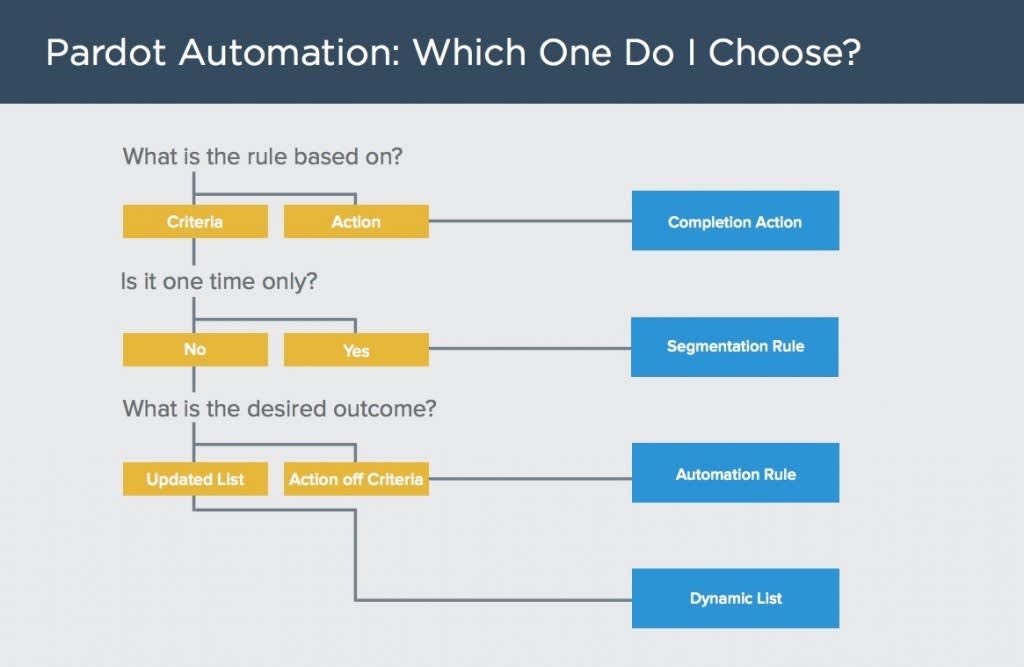 Pardot Automation: Which One Do I Choose?
What is the rule based on?
Criteria
Action
Completion Action
Is it one time only?
No
Yes
Segmentation Rule
What is the desired outcome?
Updated List
Action off Criteria
Automation Rule
Dynamic List